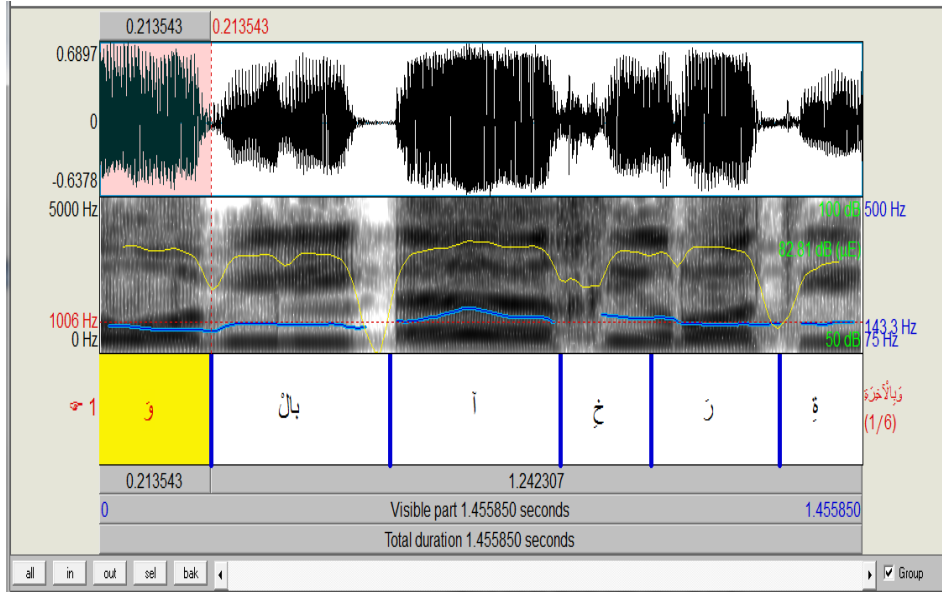 0.213543 0.213543
0.6897
0
-0.6378
5000 Hz 100 dB 500 Hz
82.81 dB (µE)
1006 Hz 143.3 Hz
0 Hz 50 dB 75 Hz
☞ 1 وَ بالْ آ خِ رَ ةِ وَبِالْآخِرَةِ
(1/6)
0.213543 1.242307
0 Visible part 1.455850 seconds 1.455850
Total duration 1.455850 seconds
all in out sel bak Group